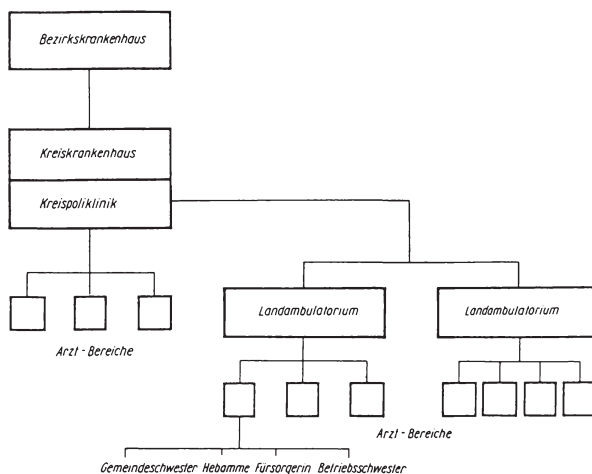 Bezirkskrankenhaus
Kreiskrankenhaus
Kreispoliklinik
Landambulatorium
Landambulatorium
Arzt - Bereiche
Arzt - Bereiche
Gemeindeschwester Hebamme Fürsorgerin Betriebsschwester